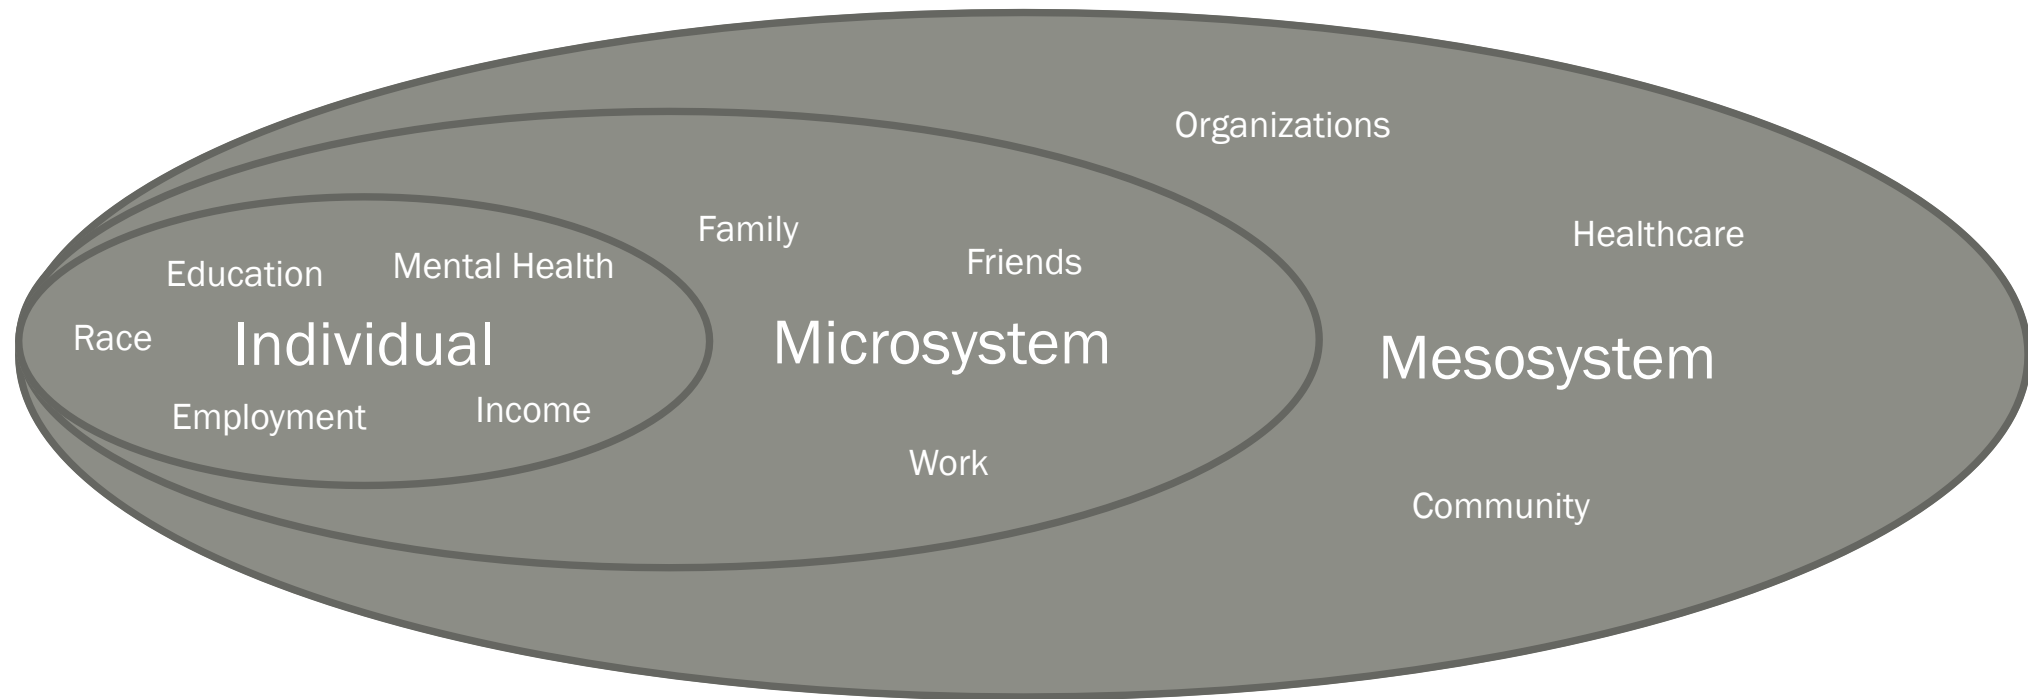 Education
Mental Health
Race
Individual
Employment
Income
Family
Friends
Microsystem
Work
Organizations
Healthcare
Mesosystem
Community